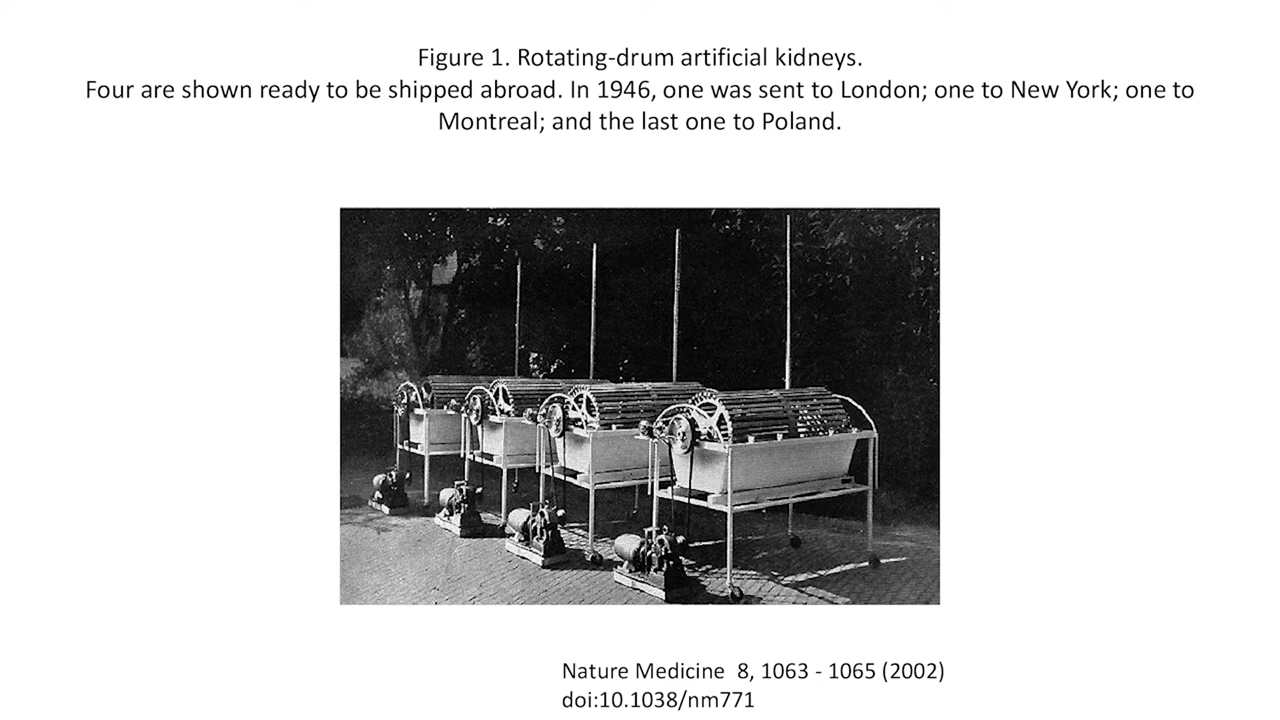 Figure 1. Rotating-drum artificial kidneys.
Four are shown ready to be shipped abroad. In 1946, one was sent to London; one to New York; one to
Montreal; and the last one to Poland.
Nature Medicine 8, 1063 - 1065 (2002)
doi:10.1038/nm771